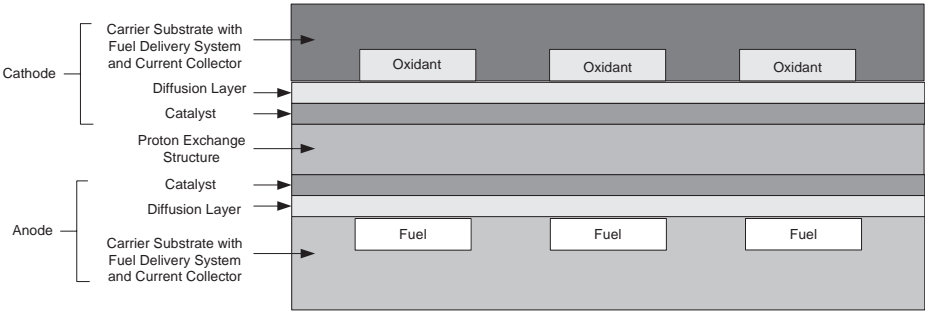 Cathode
Carrier Substrate with
Fuel Delivery System
and Current Collector
Diffusion Layer
Catalyst
Proton Exchange
Structure
Anode
Catalyst
Diffusion Layer
Carrier Substrate with
Fuel Delivery System
and Current Collector
Oxidant
Oxidant
Oxidant
Fuel
Fuel
Fuel